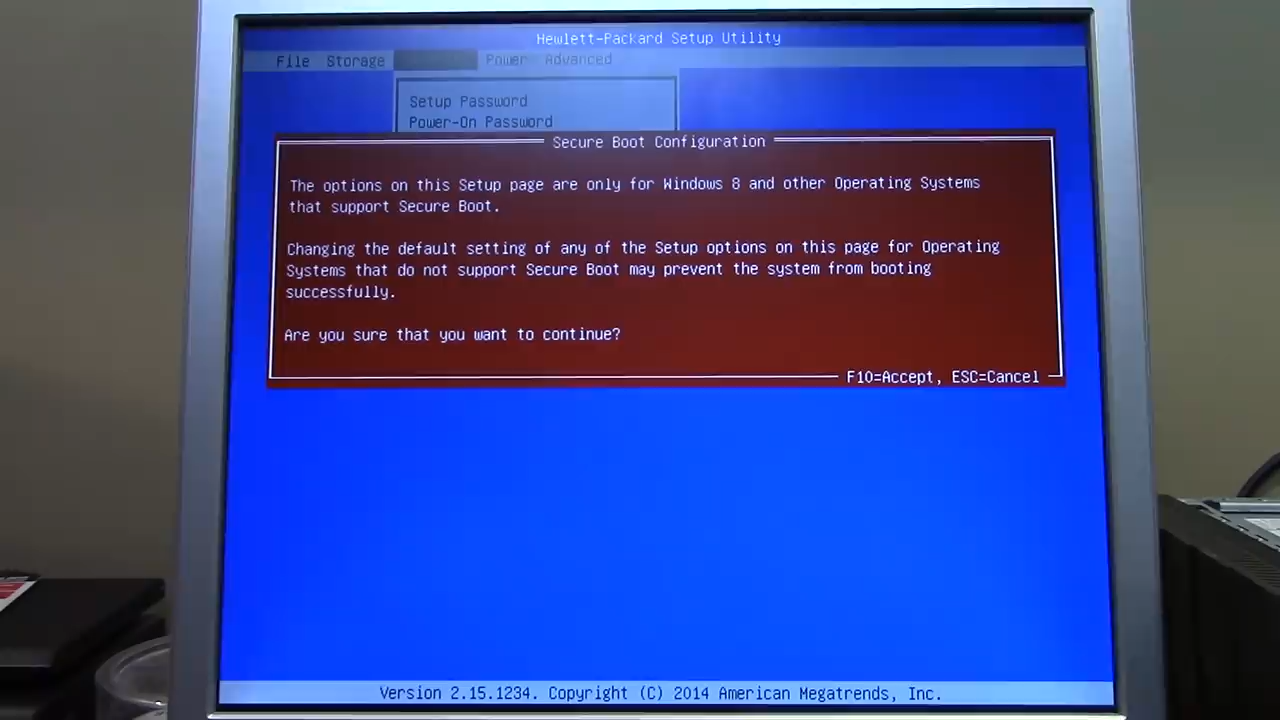 Hewlett-Packard Setup Utility
File Storage Power Advanced
Setup Password
Power-On Password
Secure Boot Configuration
The options on this Setup page are only for Windows 8 and other Operating Systems
that support Secure Boot.
Changing the default setting of any of the Setup options on this page for Operating
Systems that do not support Secure Boot may prevent the system from booting
successfully.
Are you sure that you want to continue?
F10=Accept, ESC=Cancel
Version 2.15.1234. Copyright (C) 2014 American Megatrends, Inc.